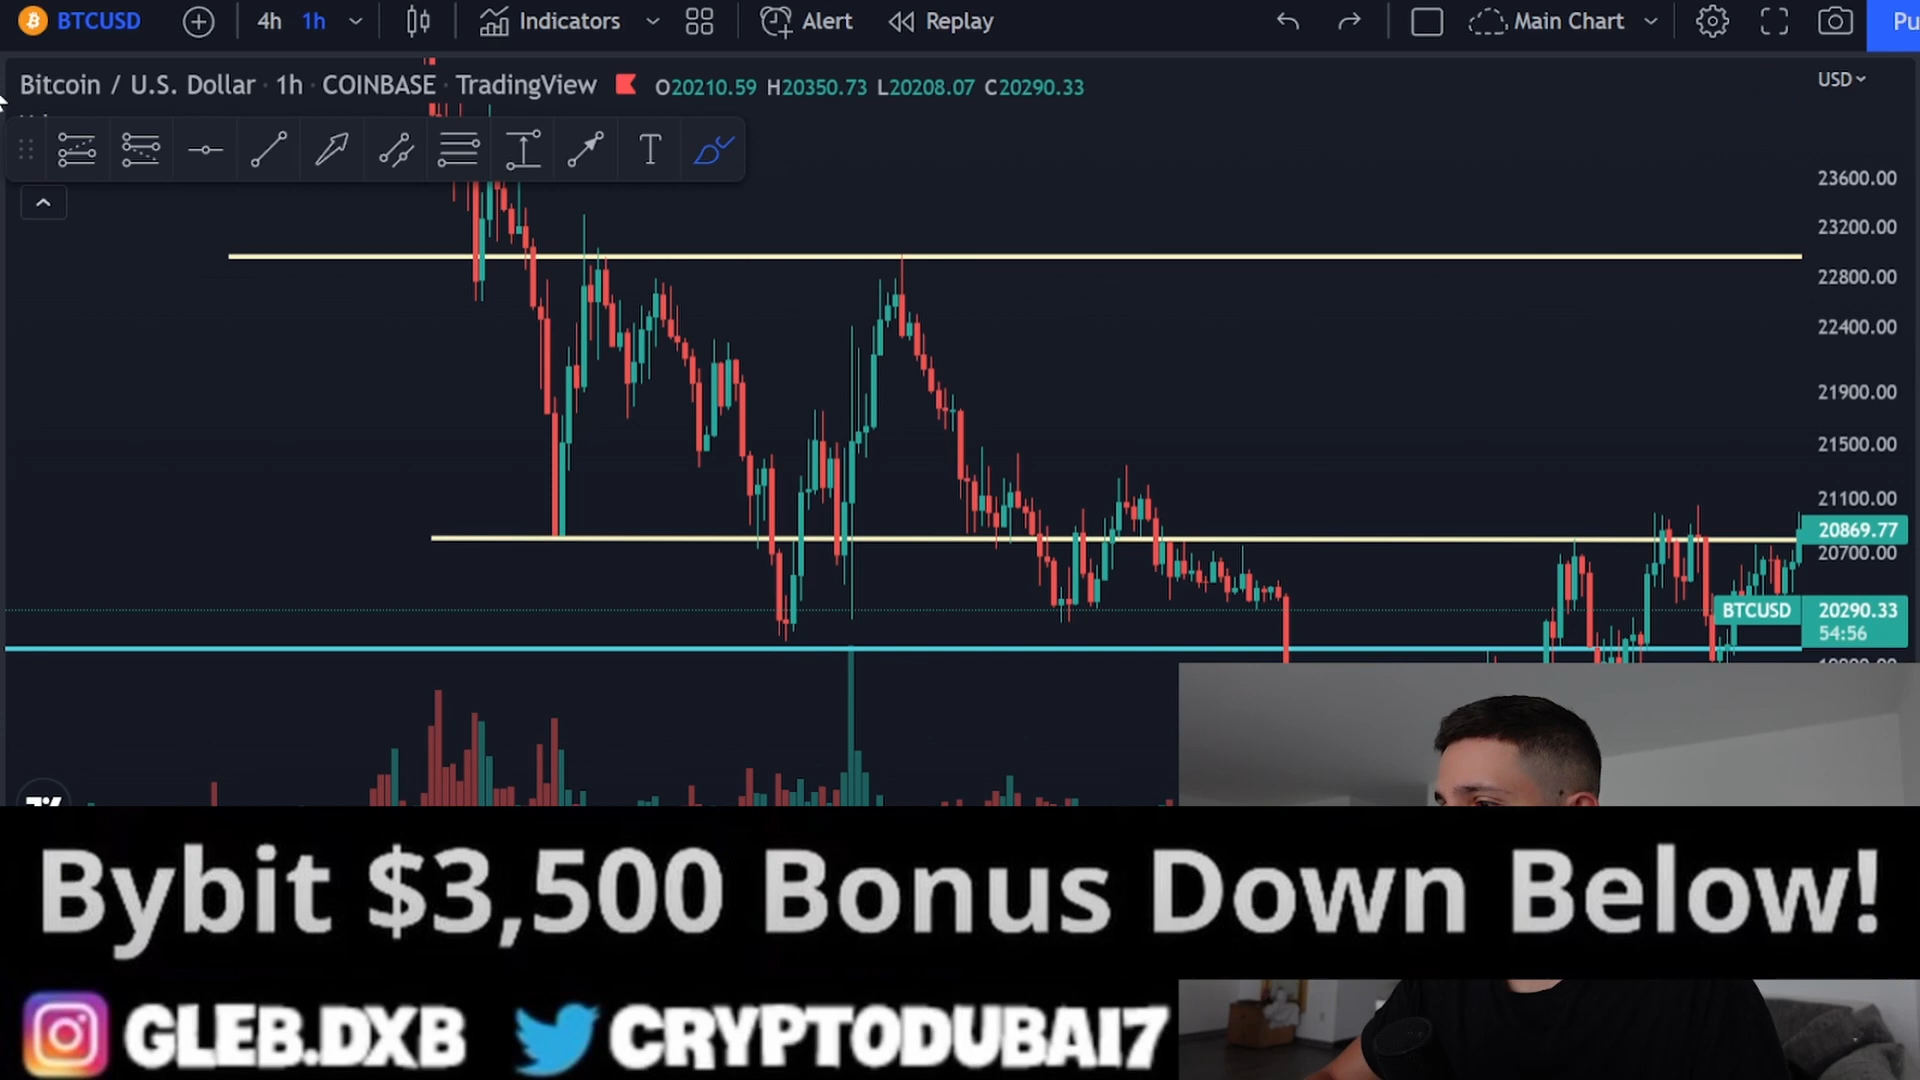 BTCUSD 4h 1h Indicators Alert Replay Main Chart Pu
Bitcoin / U.S. Dollar · 1h · COINBASE · TradingView O20210.59 H20350.73 L20208.07 C20290.33
USD
T
23600.00
23200.00
22800.00
22400.00
21900.00
21500.00
21100.00
20869.77
20700.00
BTCUSD 20290.33
54:56
Bybit $3,500 Bonus Down Below!
GLEB.DXB CRYPTODUBAI7